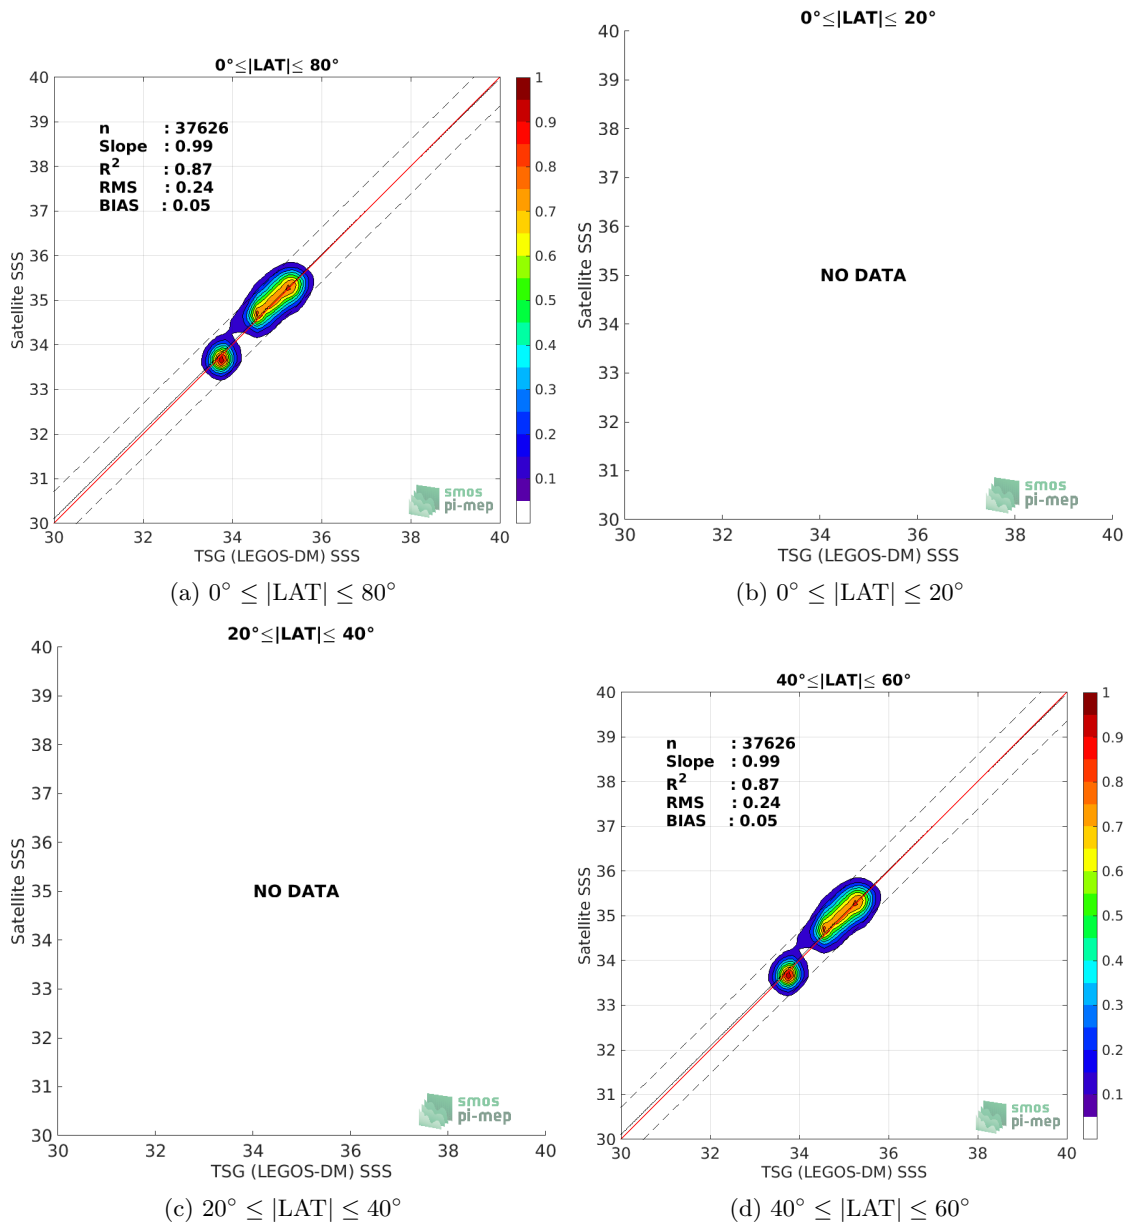 0°≤|LAT|≤ 80°
40
39
38
37
36
35
34
33
32
31
30
Satellite SSS
n : 37626
Slope : 0.99
R2 : 0.87
RMS : 0.24
BIAS : 0.05
1
0.9
0.8
0.7
0.6
0.5
0.4
0.3
0.2
0.1
smos
pi-mep
30 32 34 36 38 40
TSG (LEGOS-DM) SSS
(a) 0° ≤ |LAT| ≤ 80°
0°≤|LAT|≤ 20°
40
39
38
37
36
35
34
33
32
31
30
Satellite SSS
NO DATA
smos
pi-mep
30 32 34 36 38 40
TSG (LEGOS-DM) SSS
(b) 0° ≤ |LAT| ≤ 20°
20°≤|LAT|≤ 40°
40
39
38
37
36
35
34
33
32
31
30
Satellite SSS
NO DATA
smos
pi-mep
30 32 34 36 38 40
TSG (LEGOS-DM) SSS
(c) 20° ≤ |LAT| ≤ 40°
40°≤|LAT|≤ 60°
40
39
38
37
36
35
34
33
32
31
30
Satellite SSS
n : 37626
Slope : 0.99
R2 : 0.87
RMS : 0.24
BIAS : 0.05
1
0.9
0.8
0.7
0.6
0.5
0.4
0.3
0.2
0.1
smos
pi-mep
30 32 34 36 38 40
TSG (LEGOS-DM) SSS
(d) 40° ≤ |LAT| ≤ 60°